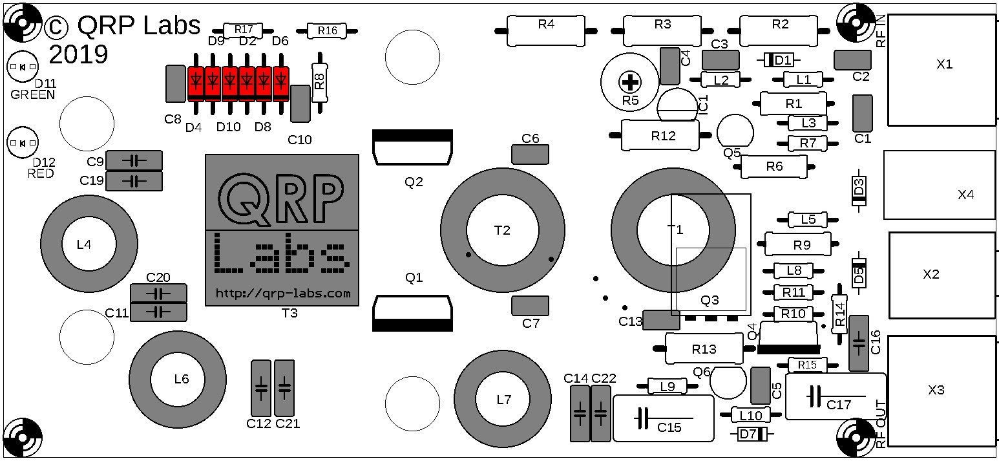 © QRP Labs
2019
R17
R16
R4
R3
R2
RF IN
D9
D2
D6
C4
C3
D1
X1
D11
GREEN
R8
L2
L1
C2
R5
IC1
R1
C8
D4
D10
D8
C10
L3
C1
R12
C6
R7
Q5
D12
RED
C9
C19
Q2
R6
D3
X4
QRP
Labs
http://qrp-labs.com
T3
L4
T2
T1
L5
R9
L8
D5
X2
Q1
C20
C11
R11
Q3
R10
R14
C7
C13
Q4
C16
R13
R15
L6
C14
C22
Q6
L9
C5
L7
C17
X3
C12
C21
C15
L10
D7
RF OUT